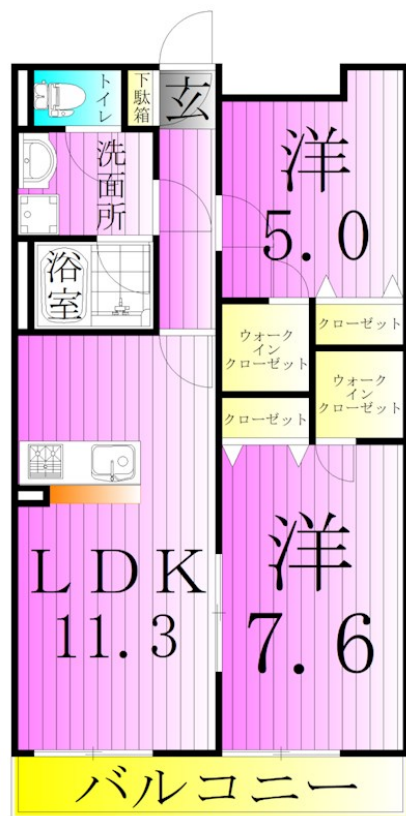 トイレ
下駄箱
玄
洗面所
洋
5.0
浴室
クローゼット
ウォーク
イン
クローゼット
ウォーク
イン
クローゼット
クローゼット
LDK
11.3
洋
7.6
バルコニー